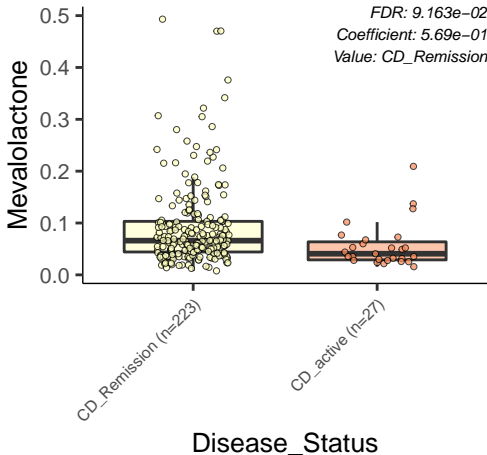 FDR: 9.163e−02
Coefficient: 5.69e−01
Value: CD_Remission
Mevalolactone
0.5
0.4
0.3
0.2
0.1
0.0
CD_Remission (n=223)
CD_active (n=27)
Disease_Status